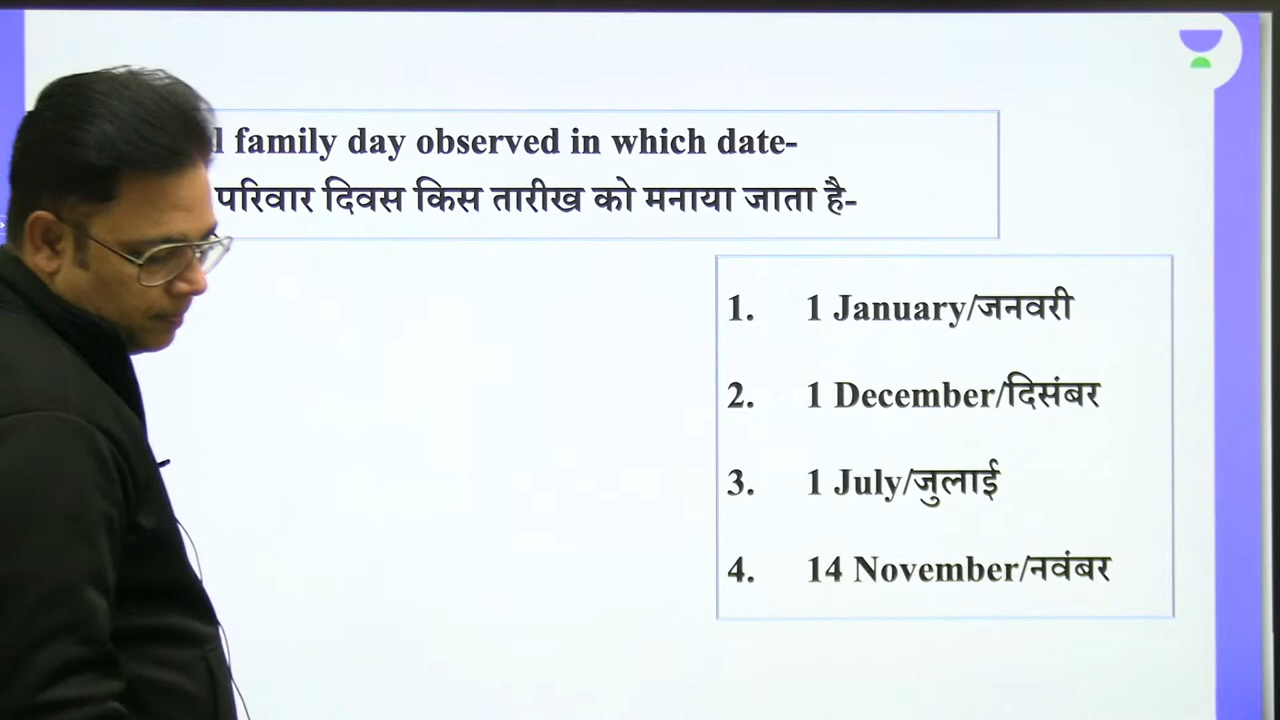 family day observed in which date-
परिवार दिवस किस तारीख को मनाया जाता है-
1. 1 January/जनवरी
2. 1 December/दिसंबर
3. 1 July/जुलाई
4. 14 November/नवंबर